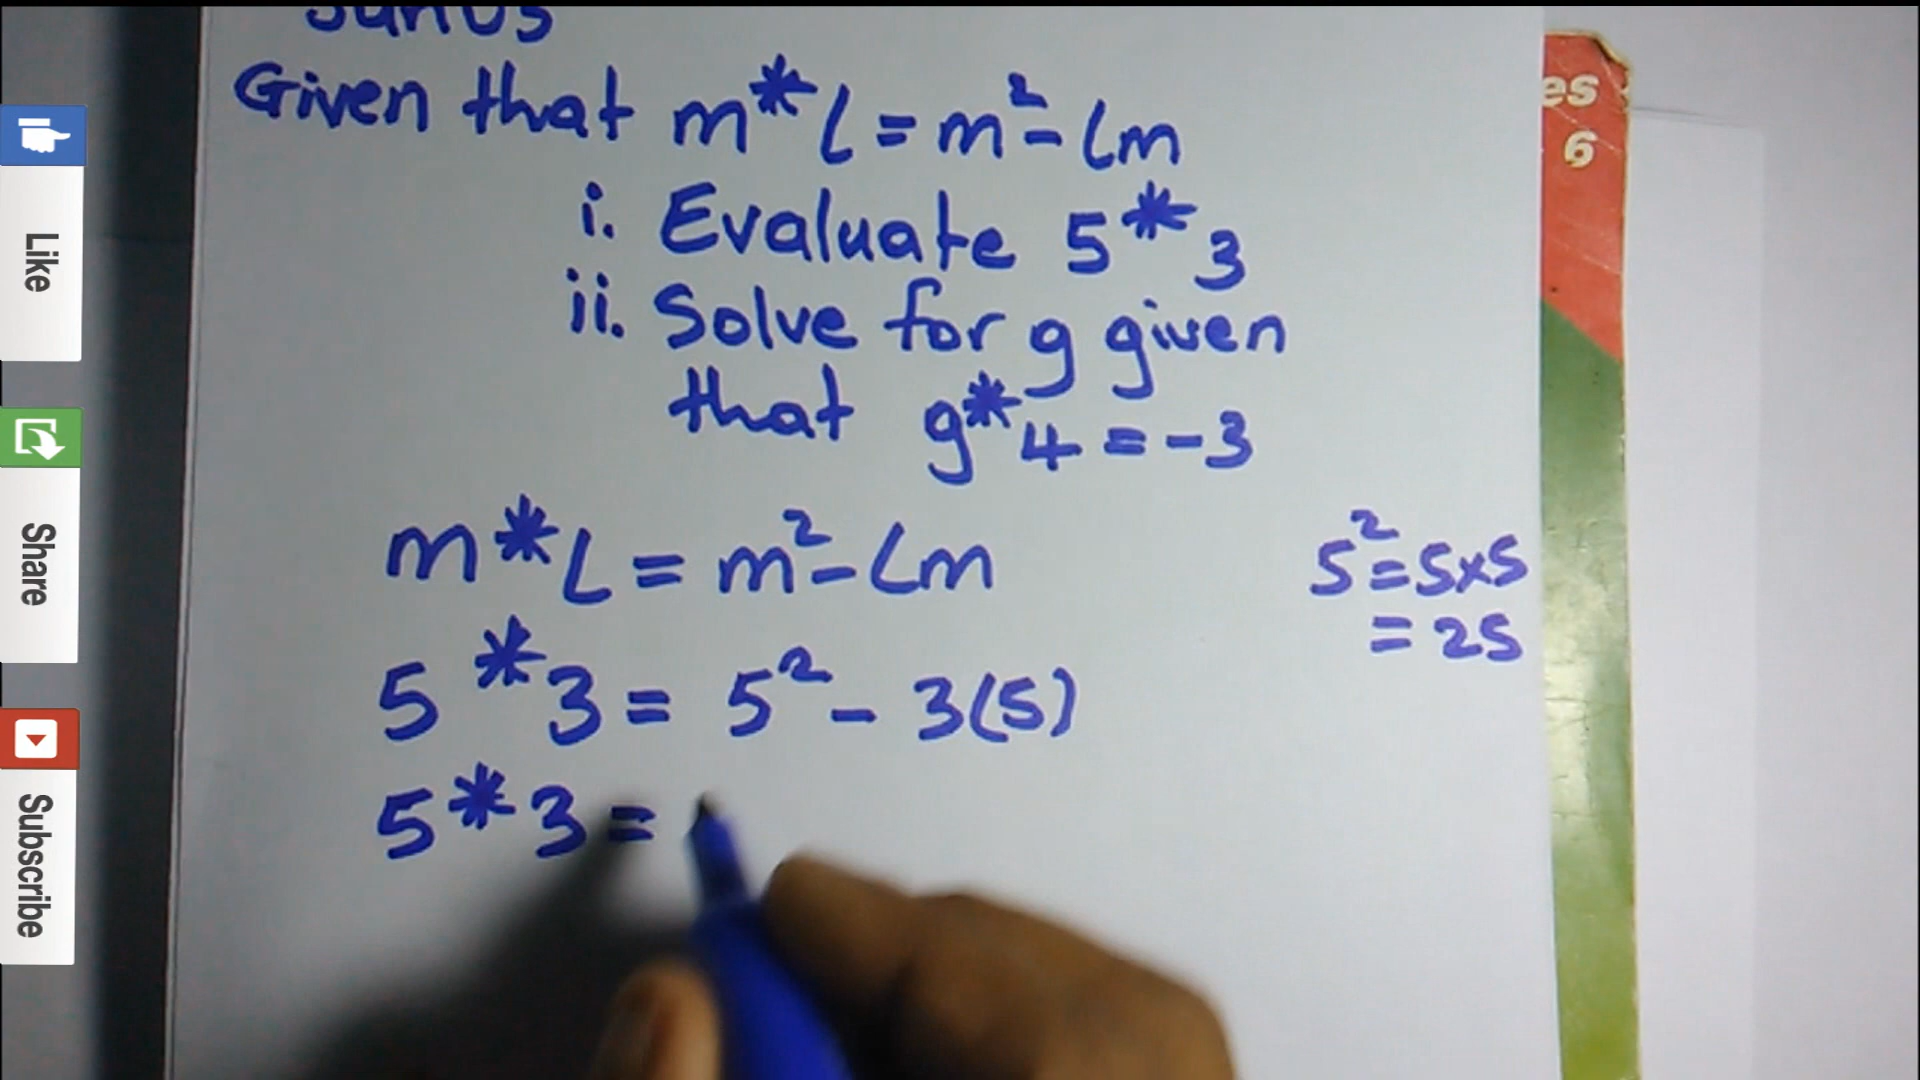 Given that m*l = m² - lm
i. Evaluate 5*3
ii. Solve for g given
that g*4 = -3
m*l = m² - lm
5*3 = 5² - 3(5)
5*3 =
5² = 5x5
= 25
es
6
Like
Share
Subscribe